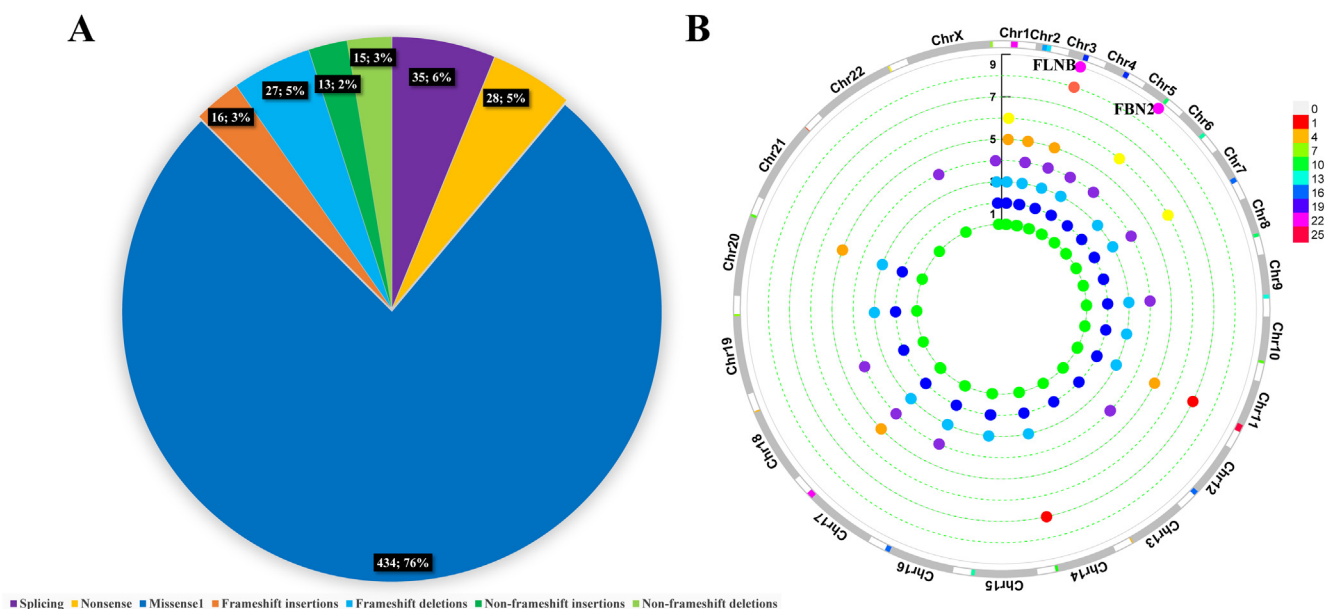 A
15; 3%
35; 6%
13; 2%
27; 5%
28; 5%
16; 3%
434; 76%
Splicing Nonsense Missense1 Frameshift insertions Frameshift deletions Non-frameshift insertions Non-frameshift deletions
B
Chr1
Chr2
Chr3
Chr4
Chr5
Chr6
Chr7
Chr8
Chr9
Chr10
Chr11
Chr12
Chr13
Chr14
Chr15
Chr16
Chr17
Chr18
Chr19
Chr20
Chr21
Chr22
ChrX
9
7
5
3
1
FLNB
FBN2
0
1
4
7
10
13
16
19
22
25